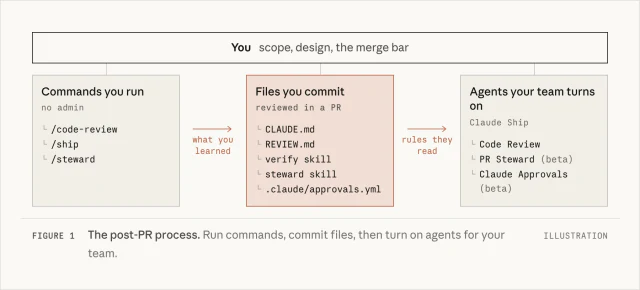 You scope, design, the merge bar
Commands you run
no admin
└ /code-review
└ /ship
└ /steward
what you
learned
Files you commit
reviewed in a PR
└ CLAUDE.md
└ REVIEW.md
└ verify skill
└ steward skill
└ .claude/approvals.yml
rules they
read
Agents your team turns
on
Claude Ship
└ Code Review
└ PR Steward (beta)
└ Claude Approvals
(beta)
FIGURE 1 The post-PR process. Run commands, commit files, then turn on agents for your
team.
ILLUSTRATION